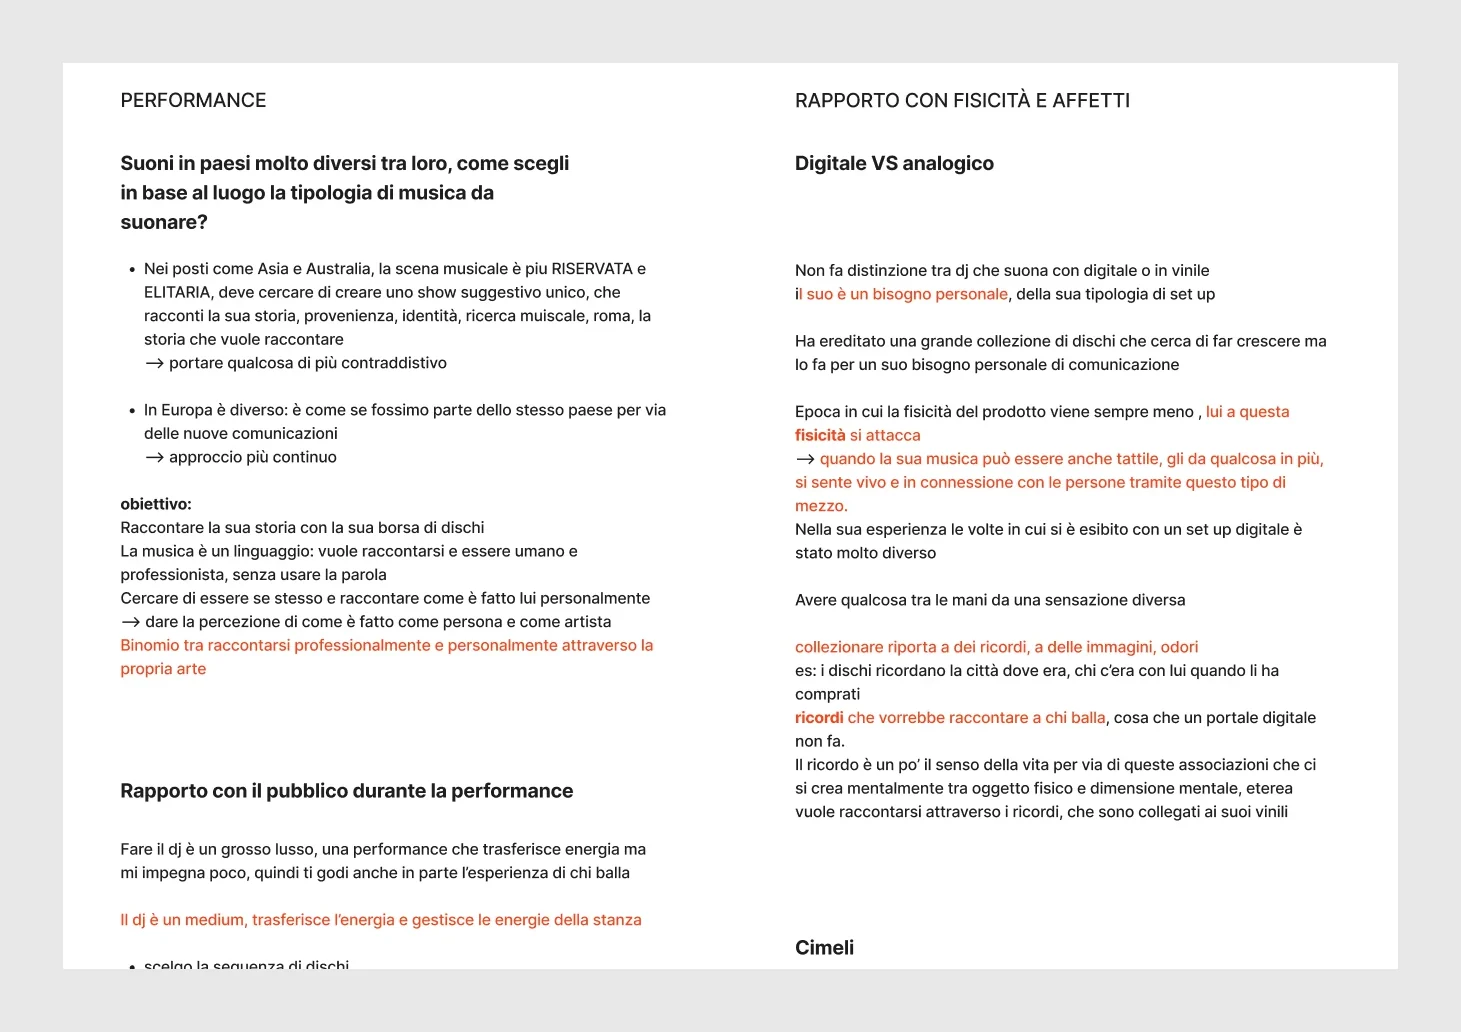 PERFORMANCE
Suoni in paesi molto diversi tra loro, come scegli
in base al luogo la tipologia di musica da
suonare?
• Nei posti come Asia e Australia, la scena musicale è piu RISERVATA e
ELITARIA, deve cercare di creare uno show suggestivo unico, che
racconti la sua storia, provenienza, identità, ricerca muiscale, roma, la
storia che vuole raccontare
—> portare qualcosa di più contraddistivo
• In Europa è diverso: è come se fossimo parte dello stesso paese per via
delle nuove comunicazioni
—> approccio più continuo
obiettivo:
Raccontare la sua storia con la sua borsa di dischi
La musica è un linguaggio: vuole raccontarsi e essere umano e
professionista, senza usare la parola
Cercare di essere se stesso e raccontare come è fatto lui personalmente
—> dare la percezione di come è fatto come persona e come artista
Binomio tra raccontarsi professionalmente e personalmente attraverso la
propria arte
Rapporto con il pubblico durante la performance
Fare il dj è un grosso lusso, una performance che trasferisce energia ma
mi impegna poco, quindi ti godi anche in parte l’esperienza di chi balla
Il dj è un medium, trasferisce l’energia e gestisce le energie della stanza
• scelgo la sequenza di dischi
RAPPORTO CON FISICITÀ E AFFETTI
Digitale VS analogico
Non fa distinzione tra dj che suona con digitale o in vinile
il suo è un bisogno personale, della sua tipologia di set up
Ha ereditato una grande collezione di dischi che cerca di far crescere ma
lo fa per un suo bisogno personale di comunicazione
Epoca in cui la fisicità del prodotto viene sempre meno , lui a questa
fisicità si attacca
—> quando la sua musica può essere anche tattile, gli da qualcosa in più,
si sente vivo e in connessione con le persone tramite questo tipo di
mezzo.
Nella sua esperienza le volte in cui si è esibito con un set up digitale è
stato molto diverso
Avere qualcosa tra le mani da una sensazione diversa
collezionare riporta a dei ricordi, a delle immagini, odori
es: i dischi ricordano la città dove era, chi c’era con lui quando li ha
comprati
ricordi che vorrebbe raccontare a chi balla, cosa che un portale digitale
non fa.
Il ricordo è un po’ il senso della vita per via di queste associazioni che ci
si crea mentalmente tra oggetto fisico e dimensione mentale, eterea
vuole raccontarsi attraverso i ricordi, che sono collegati ai suoi vinili
Cimeli